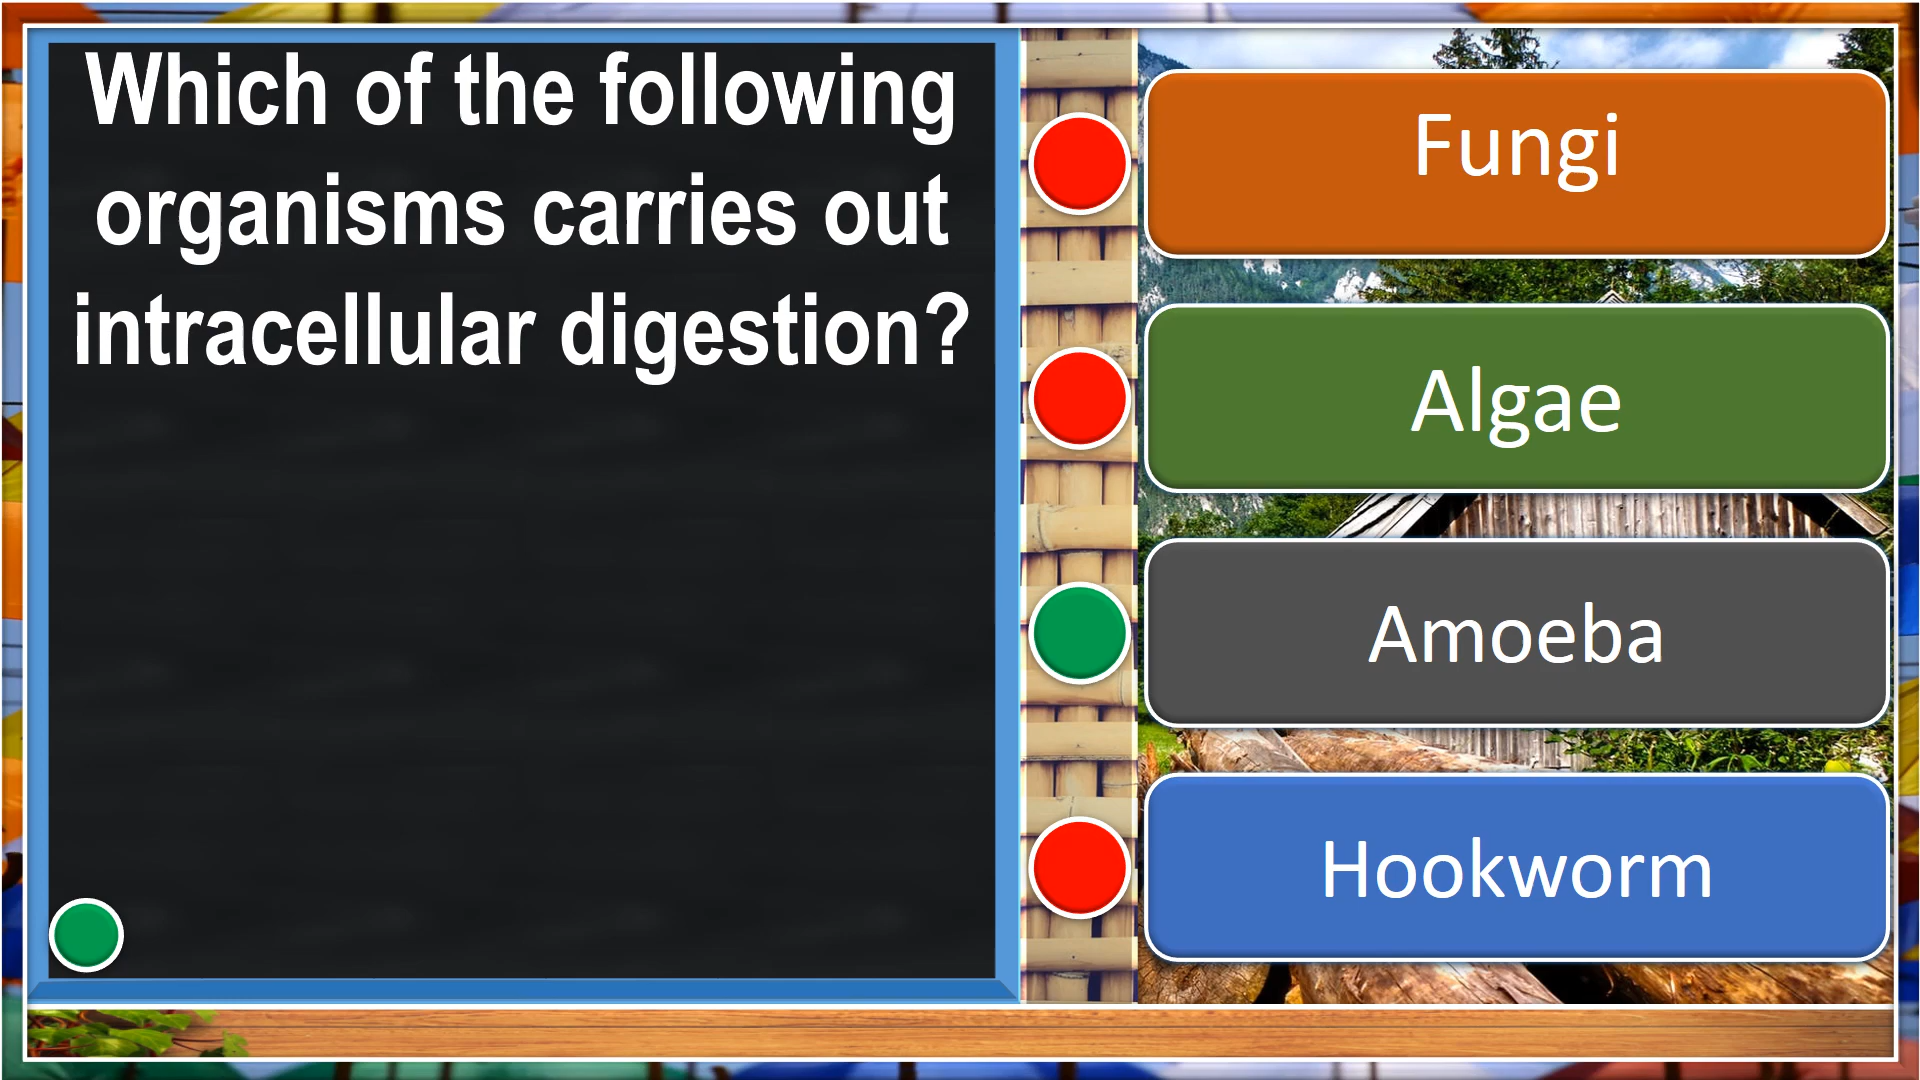 Which of the following
organisms carries out
intracellular digestion?
Fungi
Algae
Amoeba
Hookworm